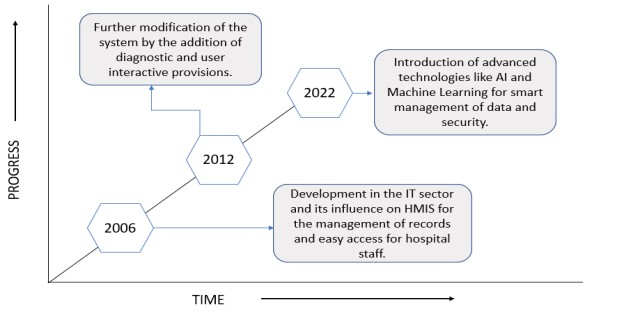 Further modification of the
system by the addition of
diagnostic and user
interactive provisions.
Introduction of advanced
technologies like AI and
Machine Learning for smart
management of data and
security.
2022
2012
2006
Development in the IT sector
and its influence on HMIS for
the management of records
and easy access for hospital
staff.
PROGRESS
TIME